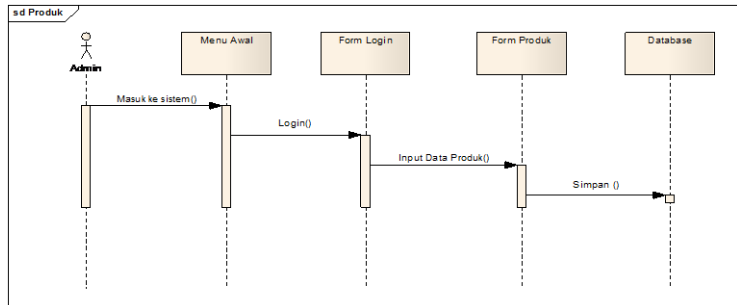 sd Produk
Admin
Menu Awal
Form Login
Form Produk
Database
Masuk ke sistem()
Login()
Input Data Produk()
Simpan ()